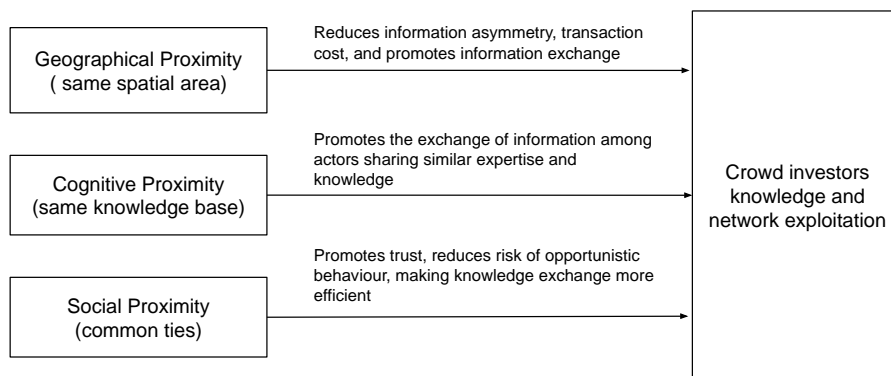 Reduces information asymmetry, transaction
cost, and promotes information exchange
Geographical Proximity
( same spatial area)
Promotes the exchange of information among
actors sharing similar expertise and
knowledge
Cognitive Proximity
(same knowledge base)
Promotes trust, reduces risk of opportunistic
behaviour, making knowledge exchange more
efficient
Social Proximity
(common ties)
Crowd investors
knowledge and
network exploitation